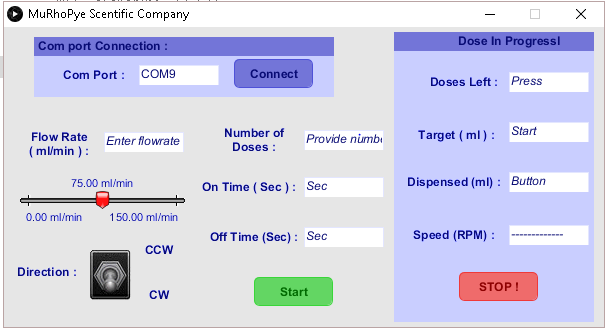 MuRhoPye Scentific Company
Com port Connection :
Com Port :
COM9
Connect
Flow Rate
( ml/min ) :
Enter flowrate
75.00 ml/min
0.00 ml/min
150.00 ml/min
Direction :
CCW
CW
Number of
Doses :
Provide number
On Time ( Sec ) :
Sec
Off Time (Sec) :
Sec
Start
Dose In Progress!
Doses Left :
Press
Target ( ml ) :
Start
Dispensed (ml) :
Button
Speed (RPM) :
-------------
STOP !